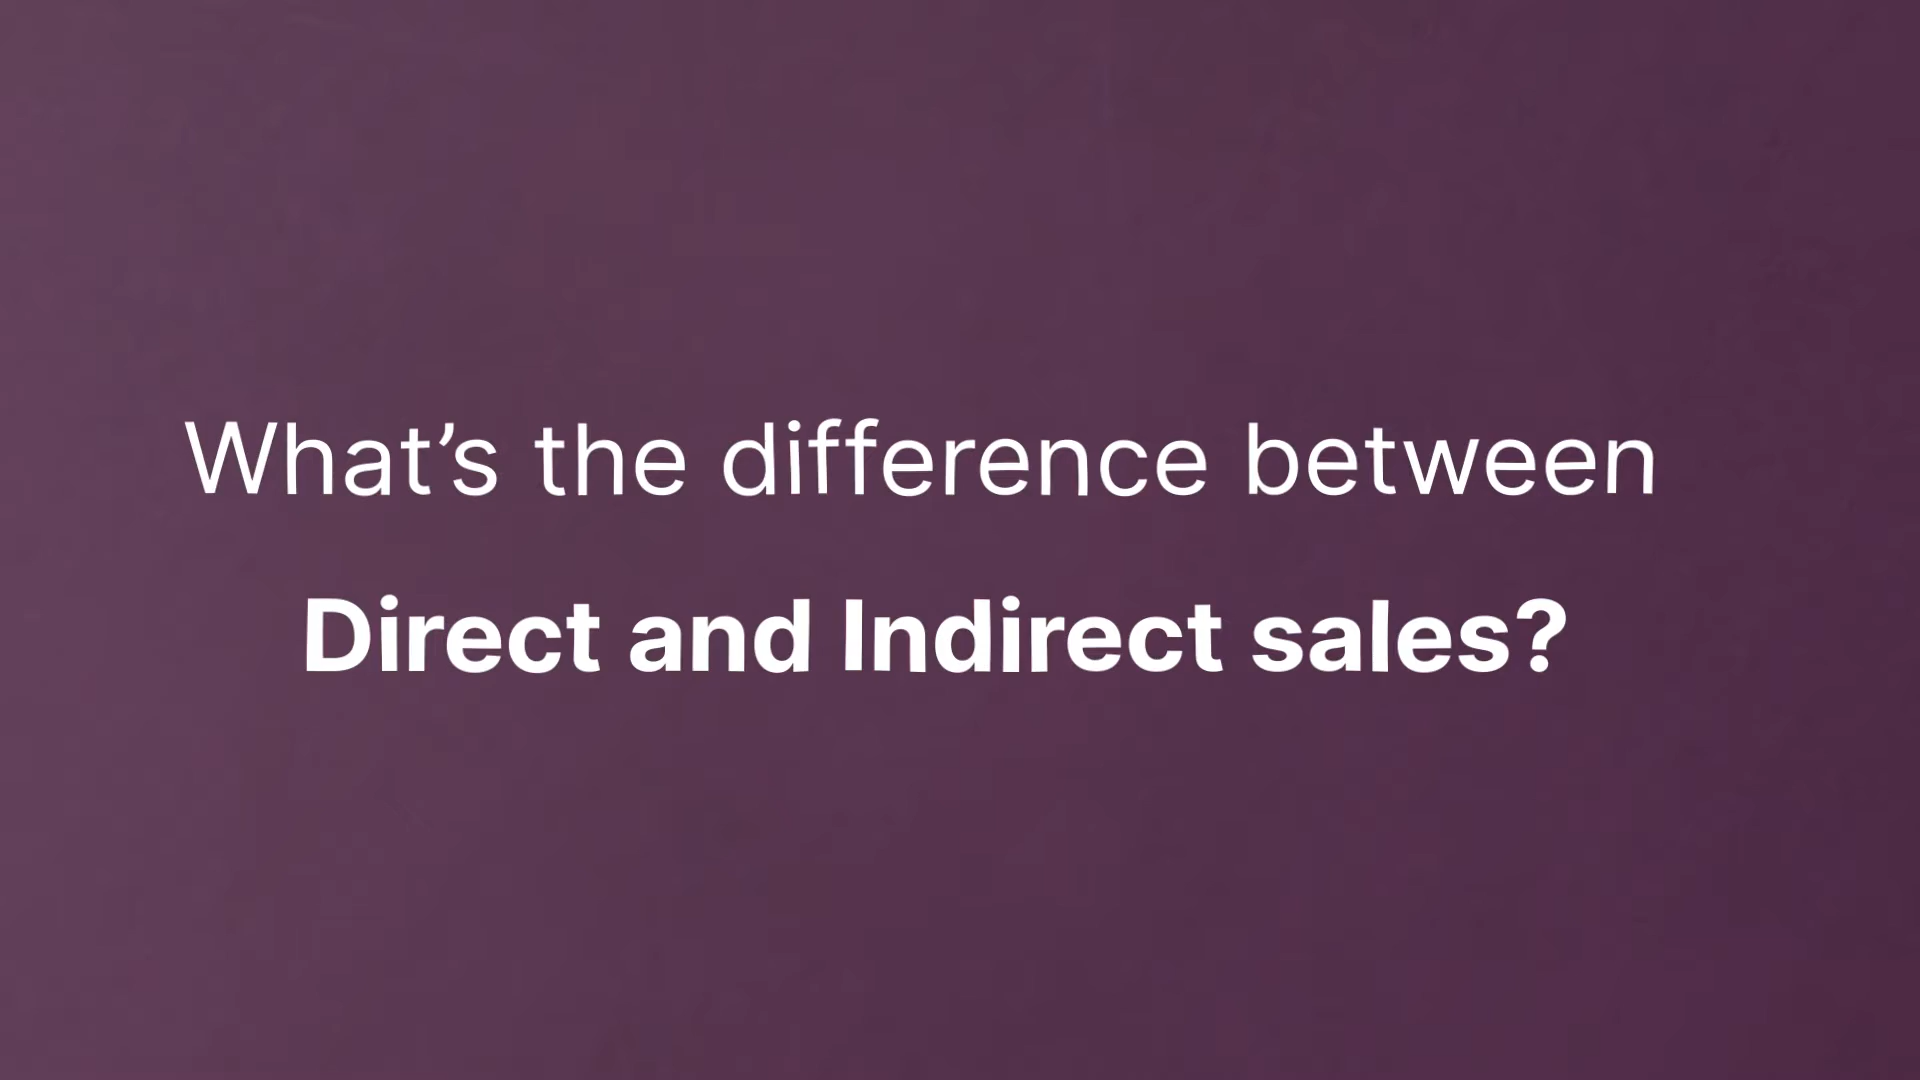 What’s the difference between
Direct and Indirect sales?